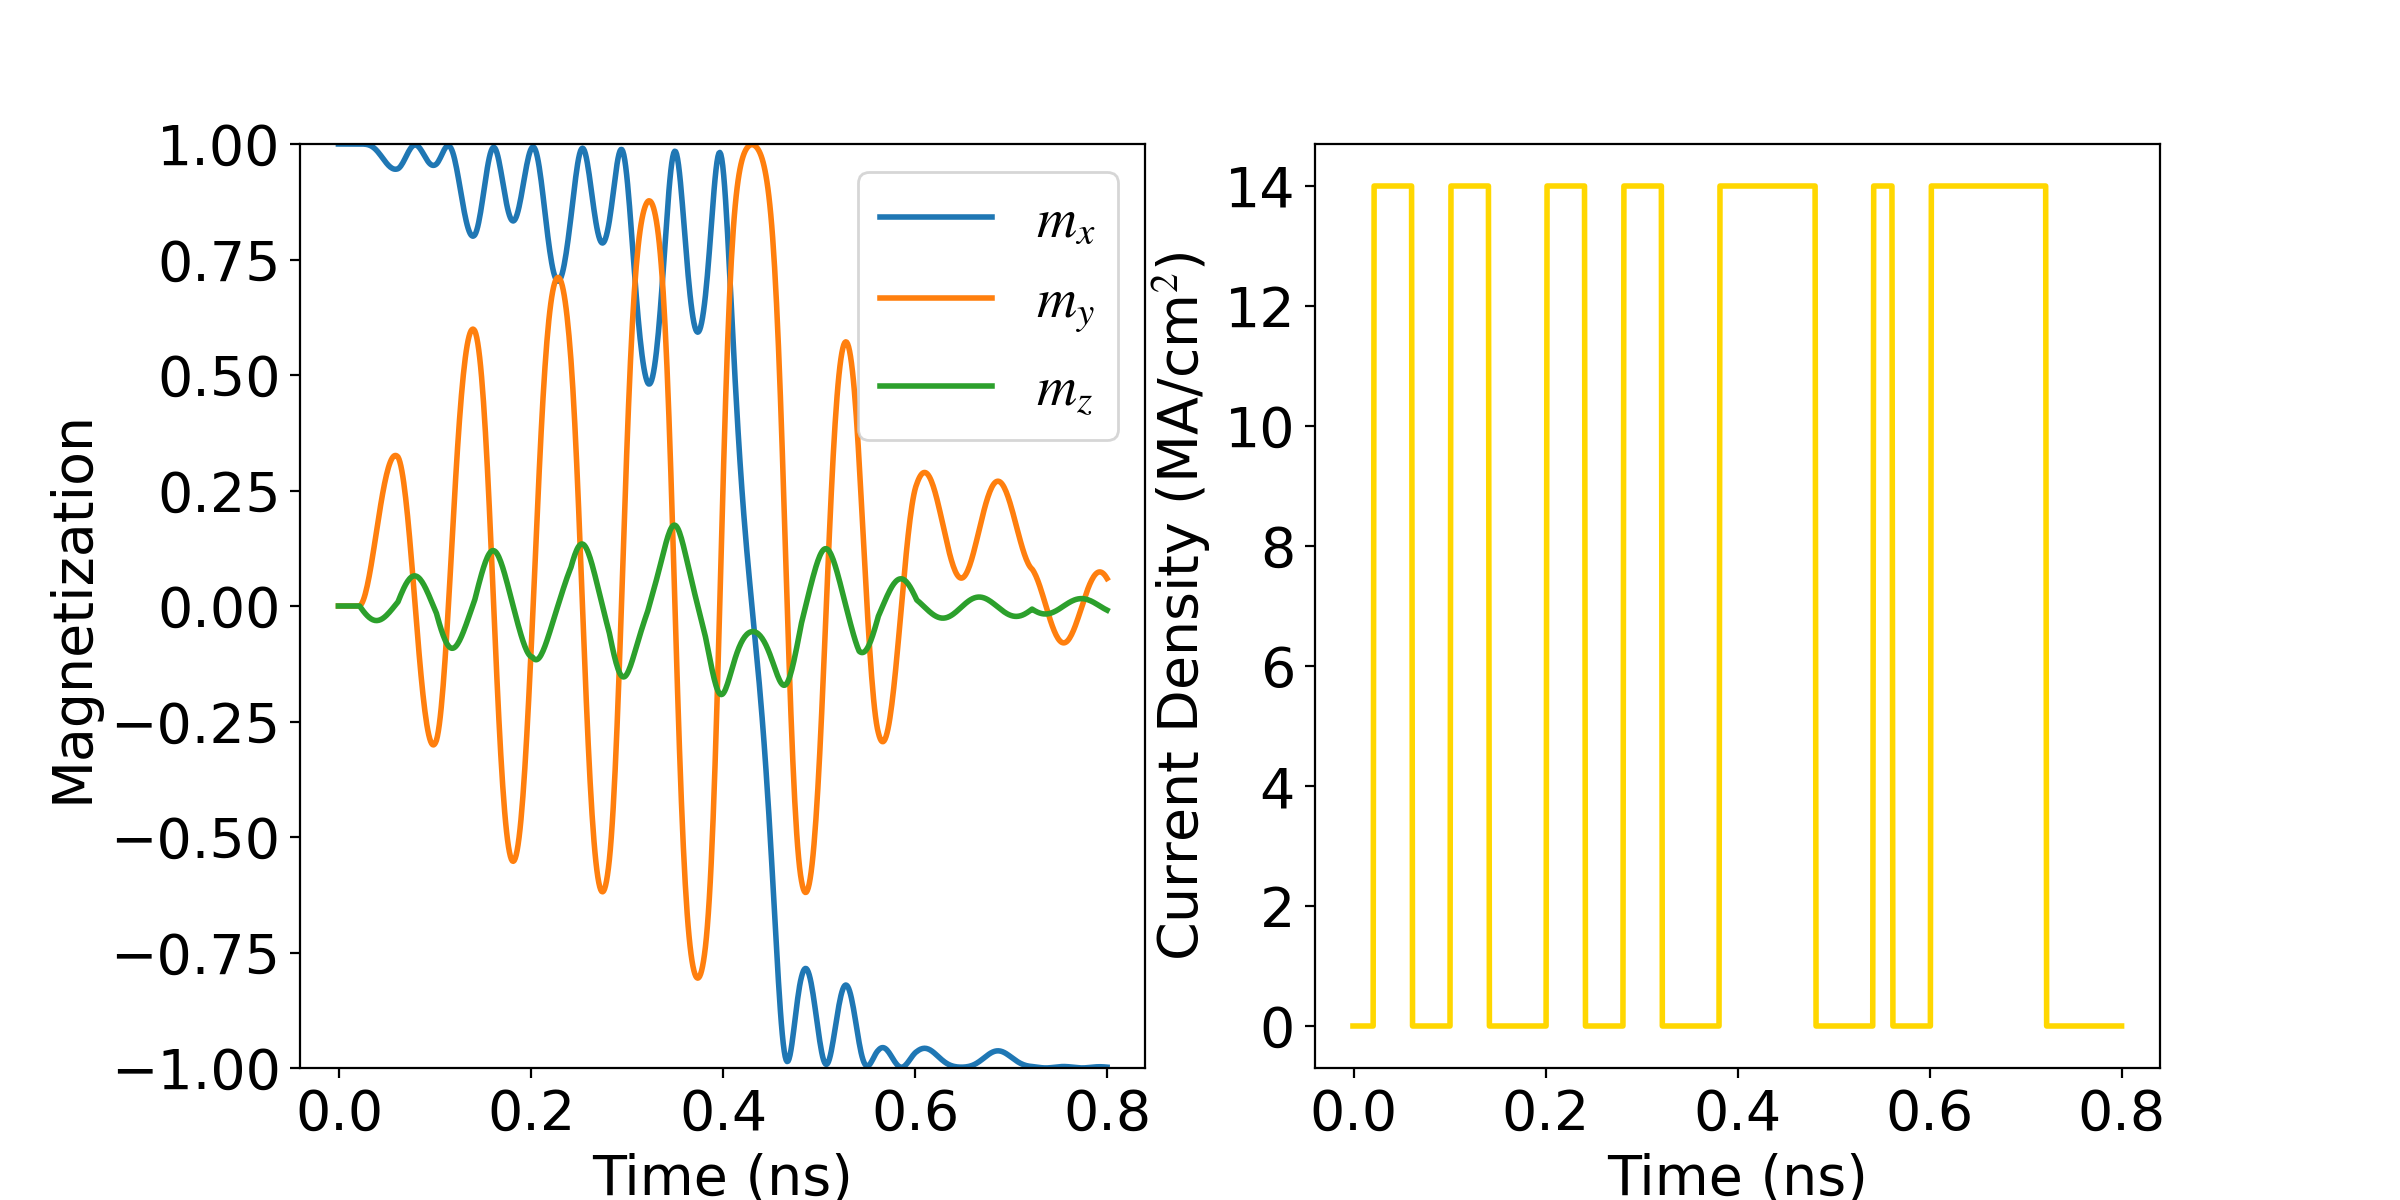 1.00
0.75
0.50
0.25
0.00
−0.25
−0.50
−0.75
−1.00
Magnetization
0.0 0.2 0.4 0.6 0.8
Time (ns)
m_x
m_y
m_z
14
12
10
8
6
4
2
0
Current Density (MA/cm²)
0.0 0.2 0.4 0.6 0.8
Time (ns)